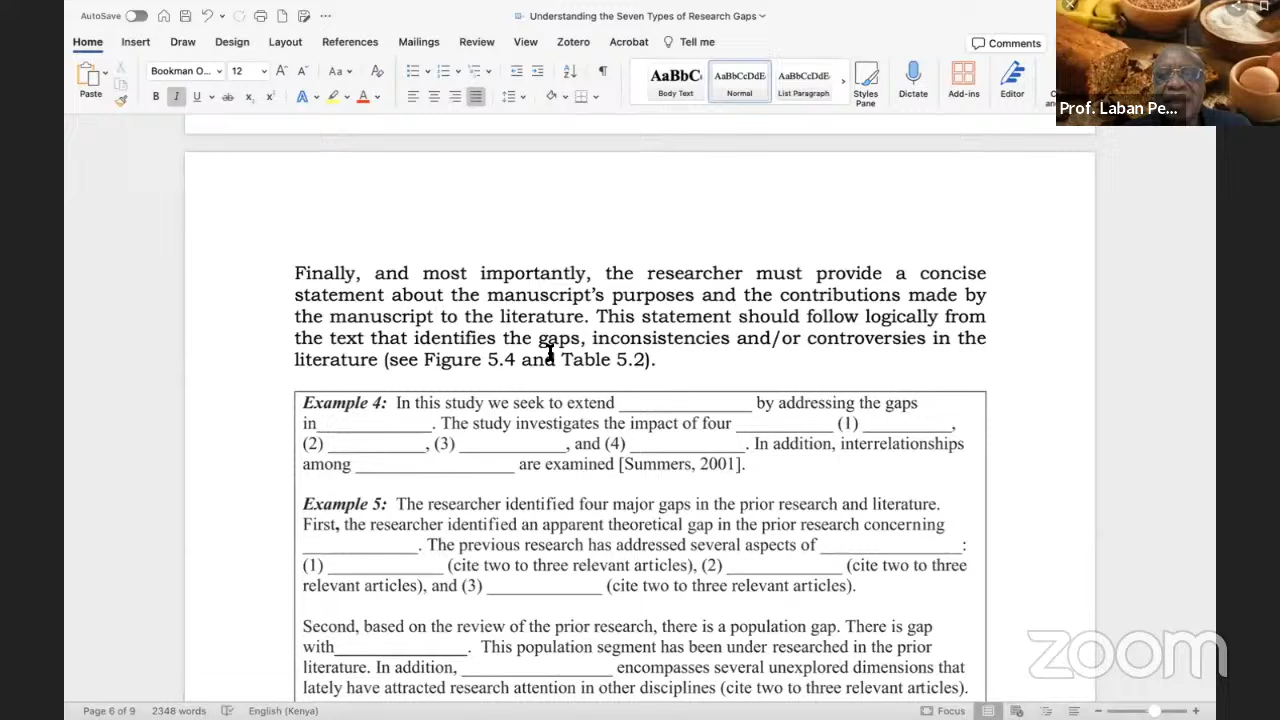 AutoSave
Understanding the Seven Types of Research Gaps
Home Insert Draw Design Layout References Mailings Review View Zotero Acrobat Tell me
Comments
Paste
Bookman O... 12
Aa
B I U ab x x A A
AaBbC AaBbCcDdE AaBbCcDdE
Body Text Normal List Paragraph
Styles Pane
Dictate
Add-ins
Editor
Prof. Laban Pe...
Finally, and most importantly, the researcher must provide a concise
statement about the manuscript's purposes and the contributions made by
the manuscript to the literature. This statement should follow logically from
the text that identifies the gaps, inconsistencies and/or controversies in the
literature (see Figure 5.4 and Table 5.2).
Example 4: In this study we seek to extend _____________ by addressing the gaps
in___________. The study investigates the impact of four _________ (1) _________,
(2) _________, (3) __________, and (4) ___________. In addition, interrelationships
among _______________ are examined [Summers, 2001].
Example 5: The researcher identified four major gaps in the prior research and literature.
First, the researcher identified an apparent theoretical gap in the prior research concerning
___________. The previous research has addressed several aspects of ______________:
(1) ___________ (cite two to three relevant articles), (2) ___________ (cite two to three
relevant articles), and (3) ___________ (cite two to three relevant articles).
Second, based on the review of the prior research, there is a population gap. There is gap
with_____________. This population segment has been under researched in the prior
literature. In addition, ______________ encompasses several unexplored dimensions that
lately have attracted research attention in other disciplines (cite two to three relevant articles).
zoom
Page 6 of 9 2348 words English (Kenya) Focus